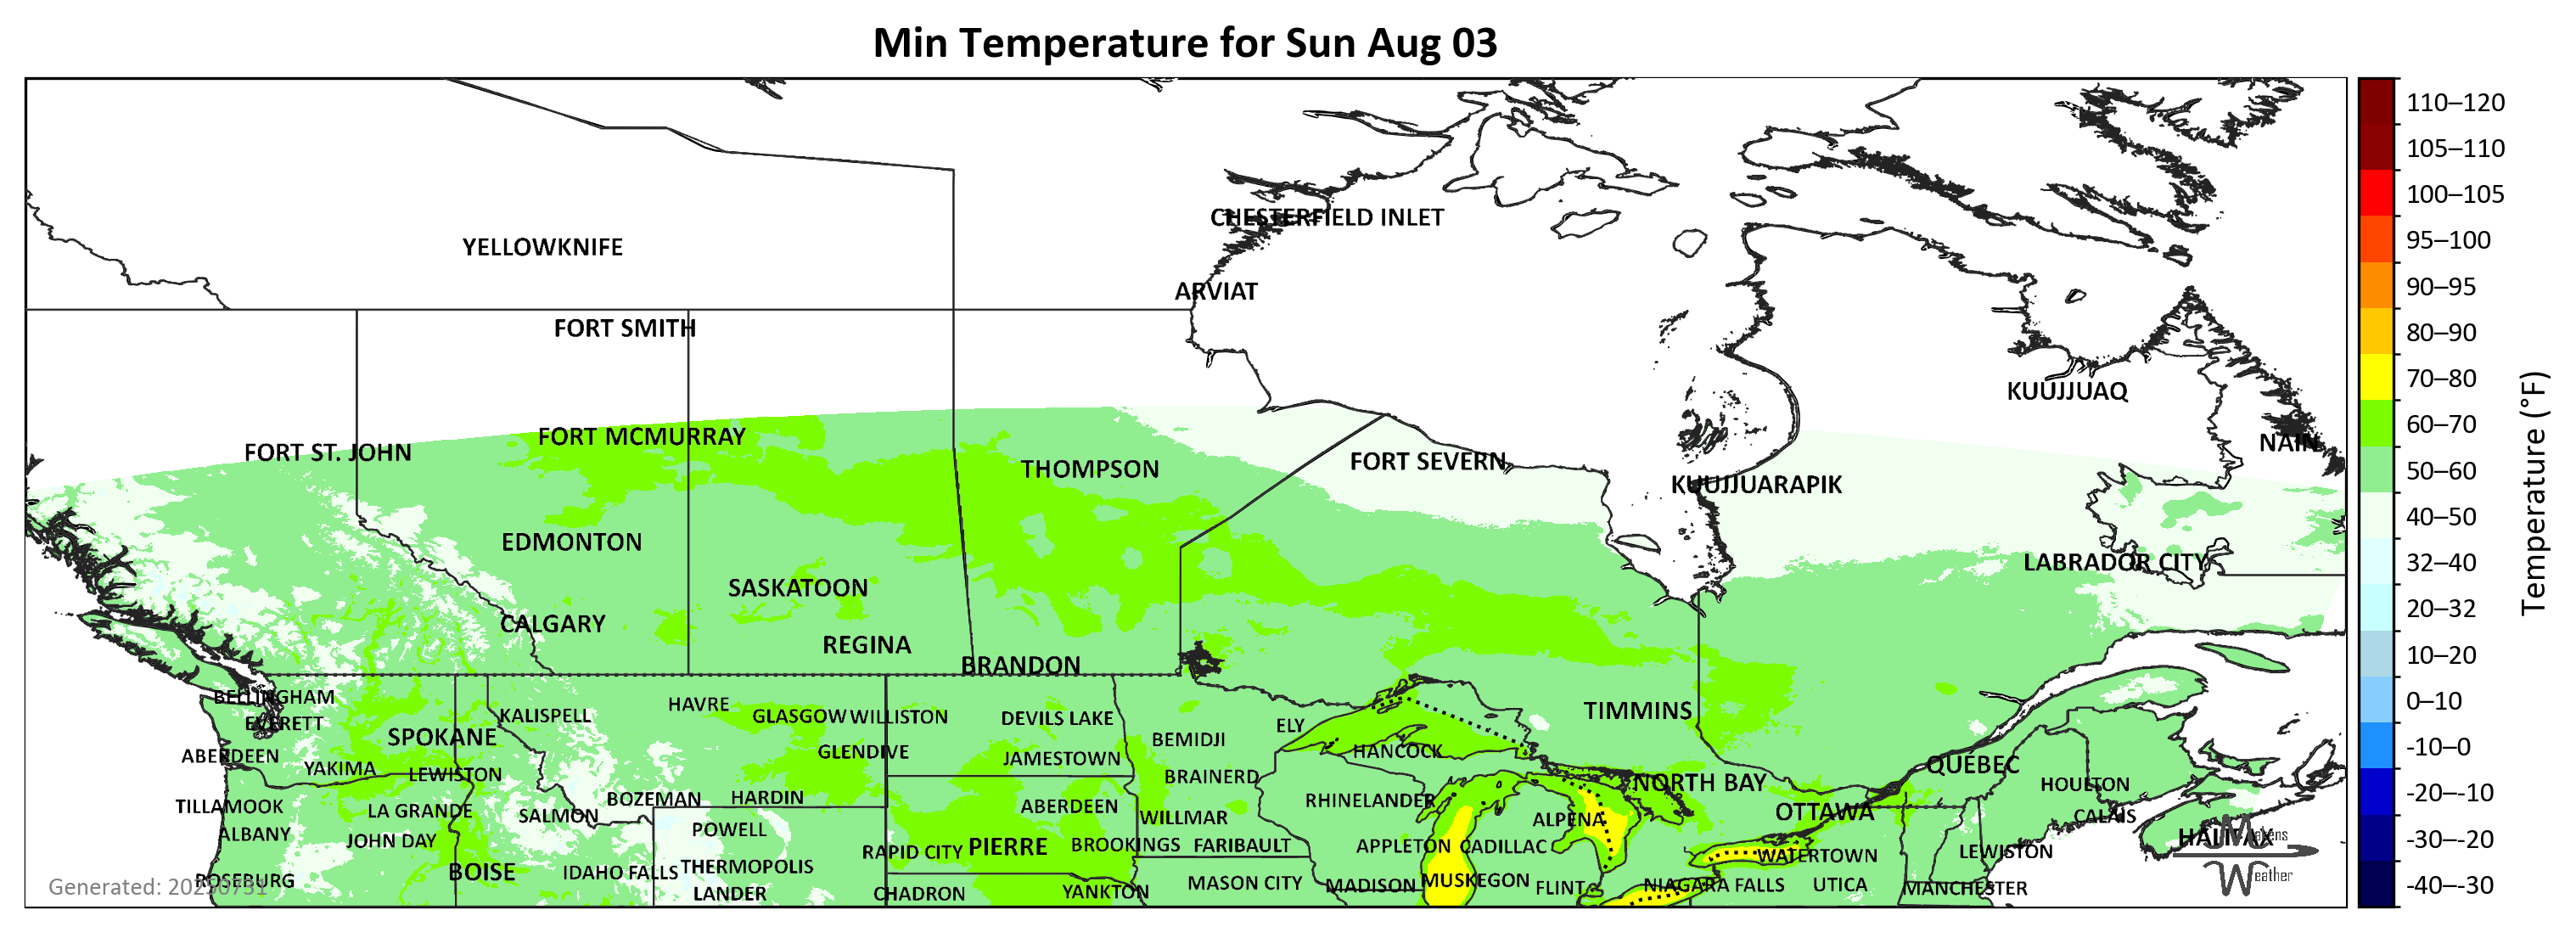 Min Temperature for Sun Aug 03
110–120
105–110
100–105
95–100
90–95
80–90
70–80
60–70
50–60
40–50
32–40
20–32
10–20
0–10
-10–0
-20–-10
-30–-20
-40–-30
Temperature (°F)
CHESTERFIELD INLET
YELLOWKNIFE
ARVIAT
FORT SMITH
KUUJJUAQ
FORT MCMURRAY
NAIN
FORT ST. JOHN
FORT SEVERN
THOMPSON
KUUJJUARAPIK
EDMONTON
LABRADOR CITY
SASKATOON
CALGARY
REGINA
BRANDON
BELLINGHAM
HAVRE
TIMMINS
KALISPELL
GLASGOW
WILLISTON
DEVILS LAKE
EVERETT
ELY
SPOKANE
BEMIDJI
HANCOCK
GLENDIVE
ABERDEEN
JAMESTOWN
QUÉBEC
YAKIMA
LEWISTON
BRAINERD
NORTH BAY
HOULTON
BOZEMAN
HARDIN
RHINELANDER
TILLAMOOK
ABERDEEN
LA GRANDE
OTTAWA
SALMON
WILLMAR
CALAIS
ALPENA
POWELL
ALBANY
HALIFAX
JOHN DAY
PIERRE
BROOKINGS
FARIBAULT
APPLETON
CADILLAC
RAPID CITY
LEWISTON
WATERTOWN
THERMOPOLIS
BOISE
IDAHO FALLS
ROSEBURG
MUSKEGON
MASON CITY
MADISON
NIAGARA FALLS
UTICA
FLINT
MANCHESTER
YANKTON
LANDER
CHADRON
Generated: 20250731
Makens
Weather